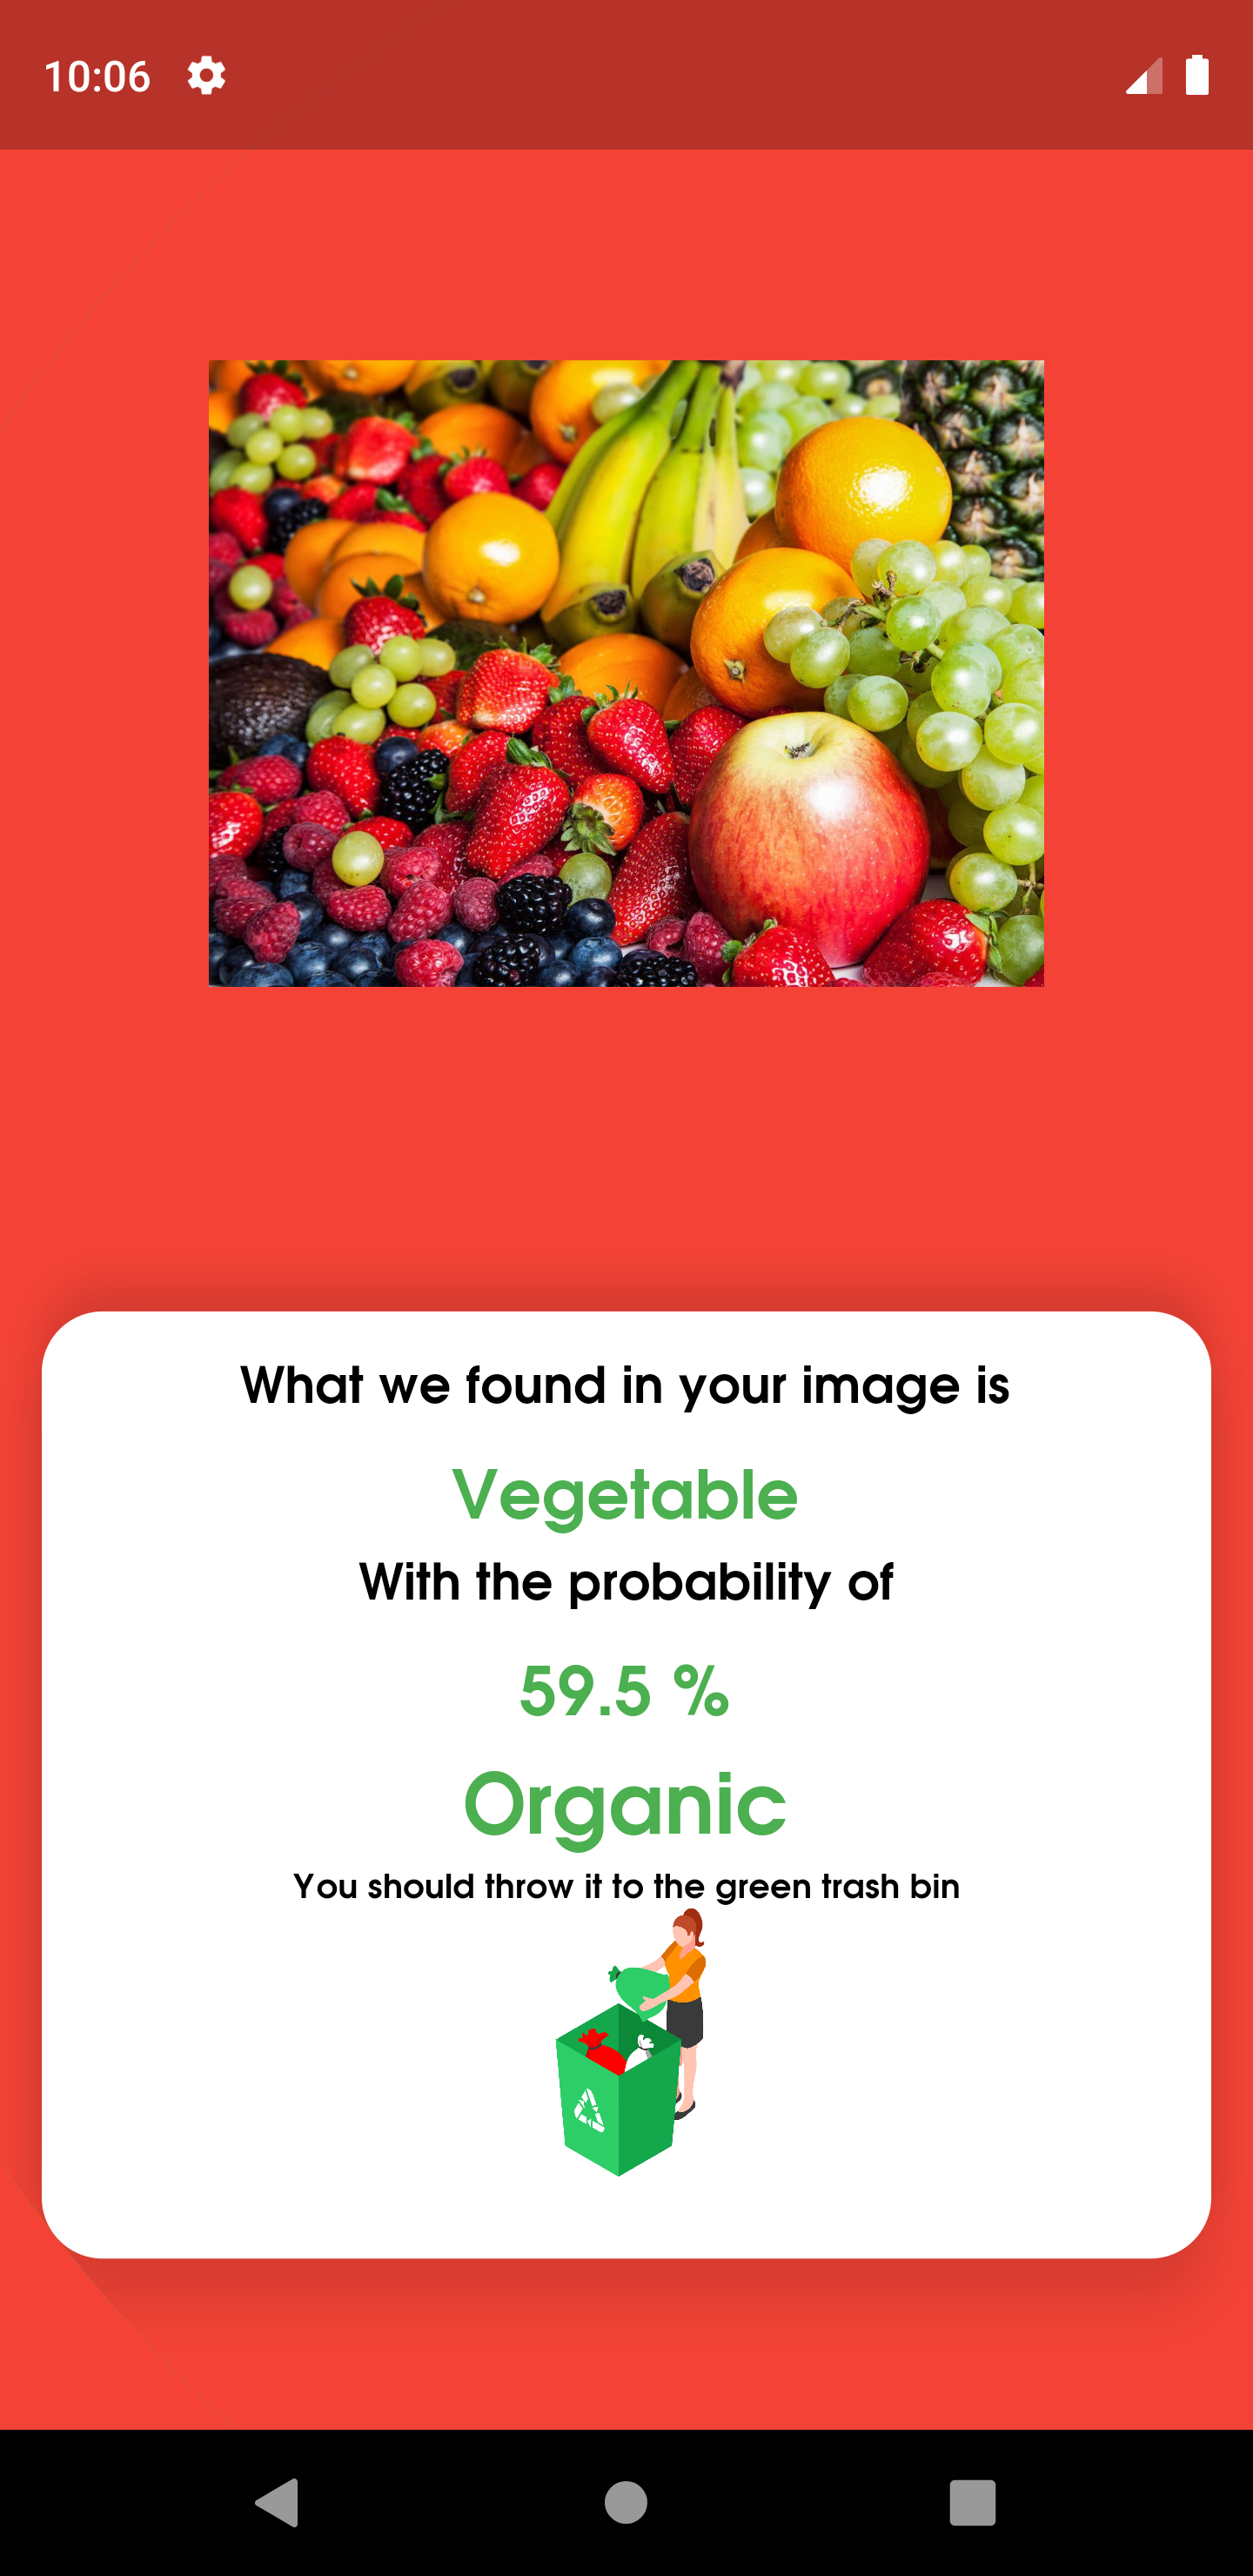 10:06
What we found in your image is
Vegetable
With the probability of
59.5 %
Organic
You should throw it to the green trash bin